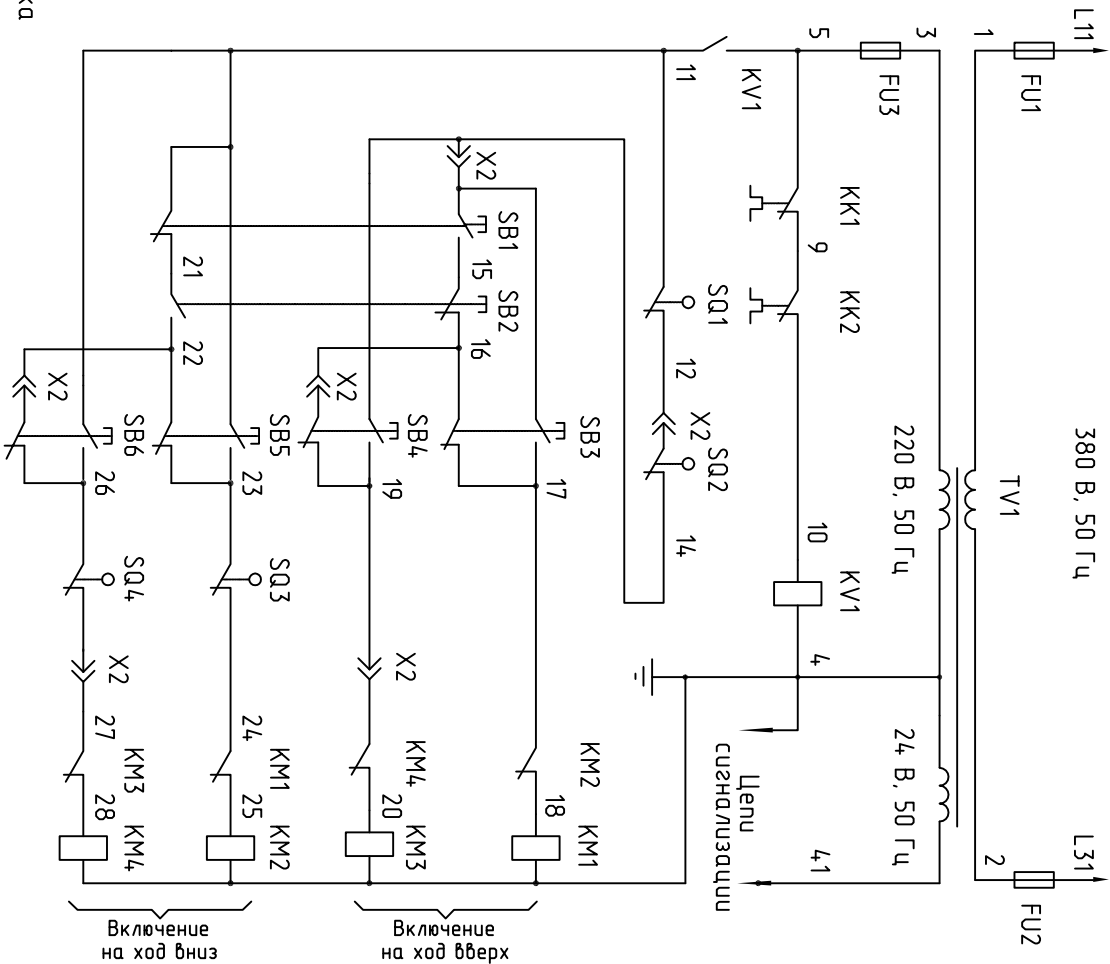 L11
FU1
1
380 В, 50 Гц
L31
FU2
2
TV1
3
FU3
220 В, 50 Гц
24 В, 50 Гц
5
KK1
9
KK2
10
KV1
4
41
Цепи
сигнализации
KV1
11
SQ1
12
X2
SQ2
14
X2
SB1
15
SB2
16
X2
SB3
17
KM2
18
KM1
SB4
19
X2
KM4
20
KM3
21
22
X2
SB5
23
SQ3
24
KM1
25
KM2
SB6
26
SQ4
X2
27
KM3
28
KM4
Включение
на ход вверх
Включение
на ход вниз
ка